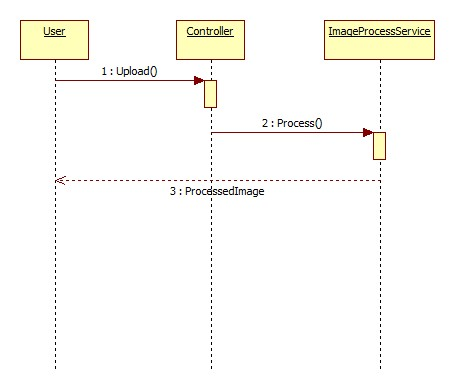 User
Controller
ImageProcessService
1 : Upload()
2 : Process()
3 : ProcessedImage